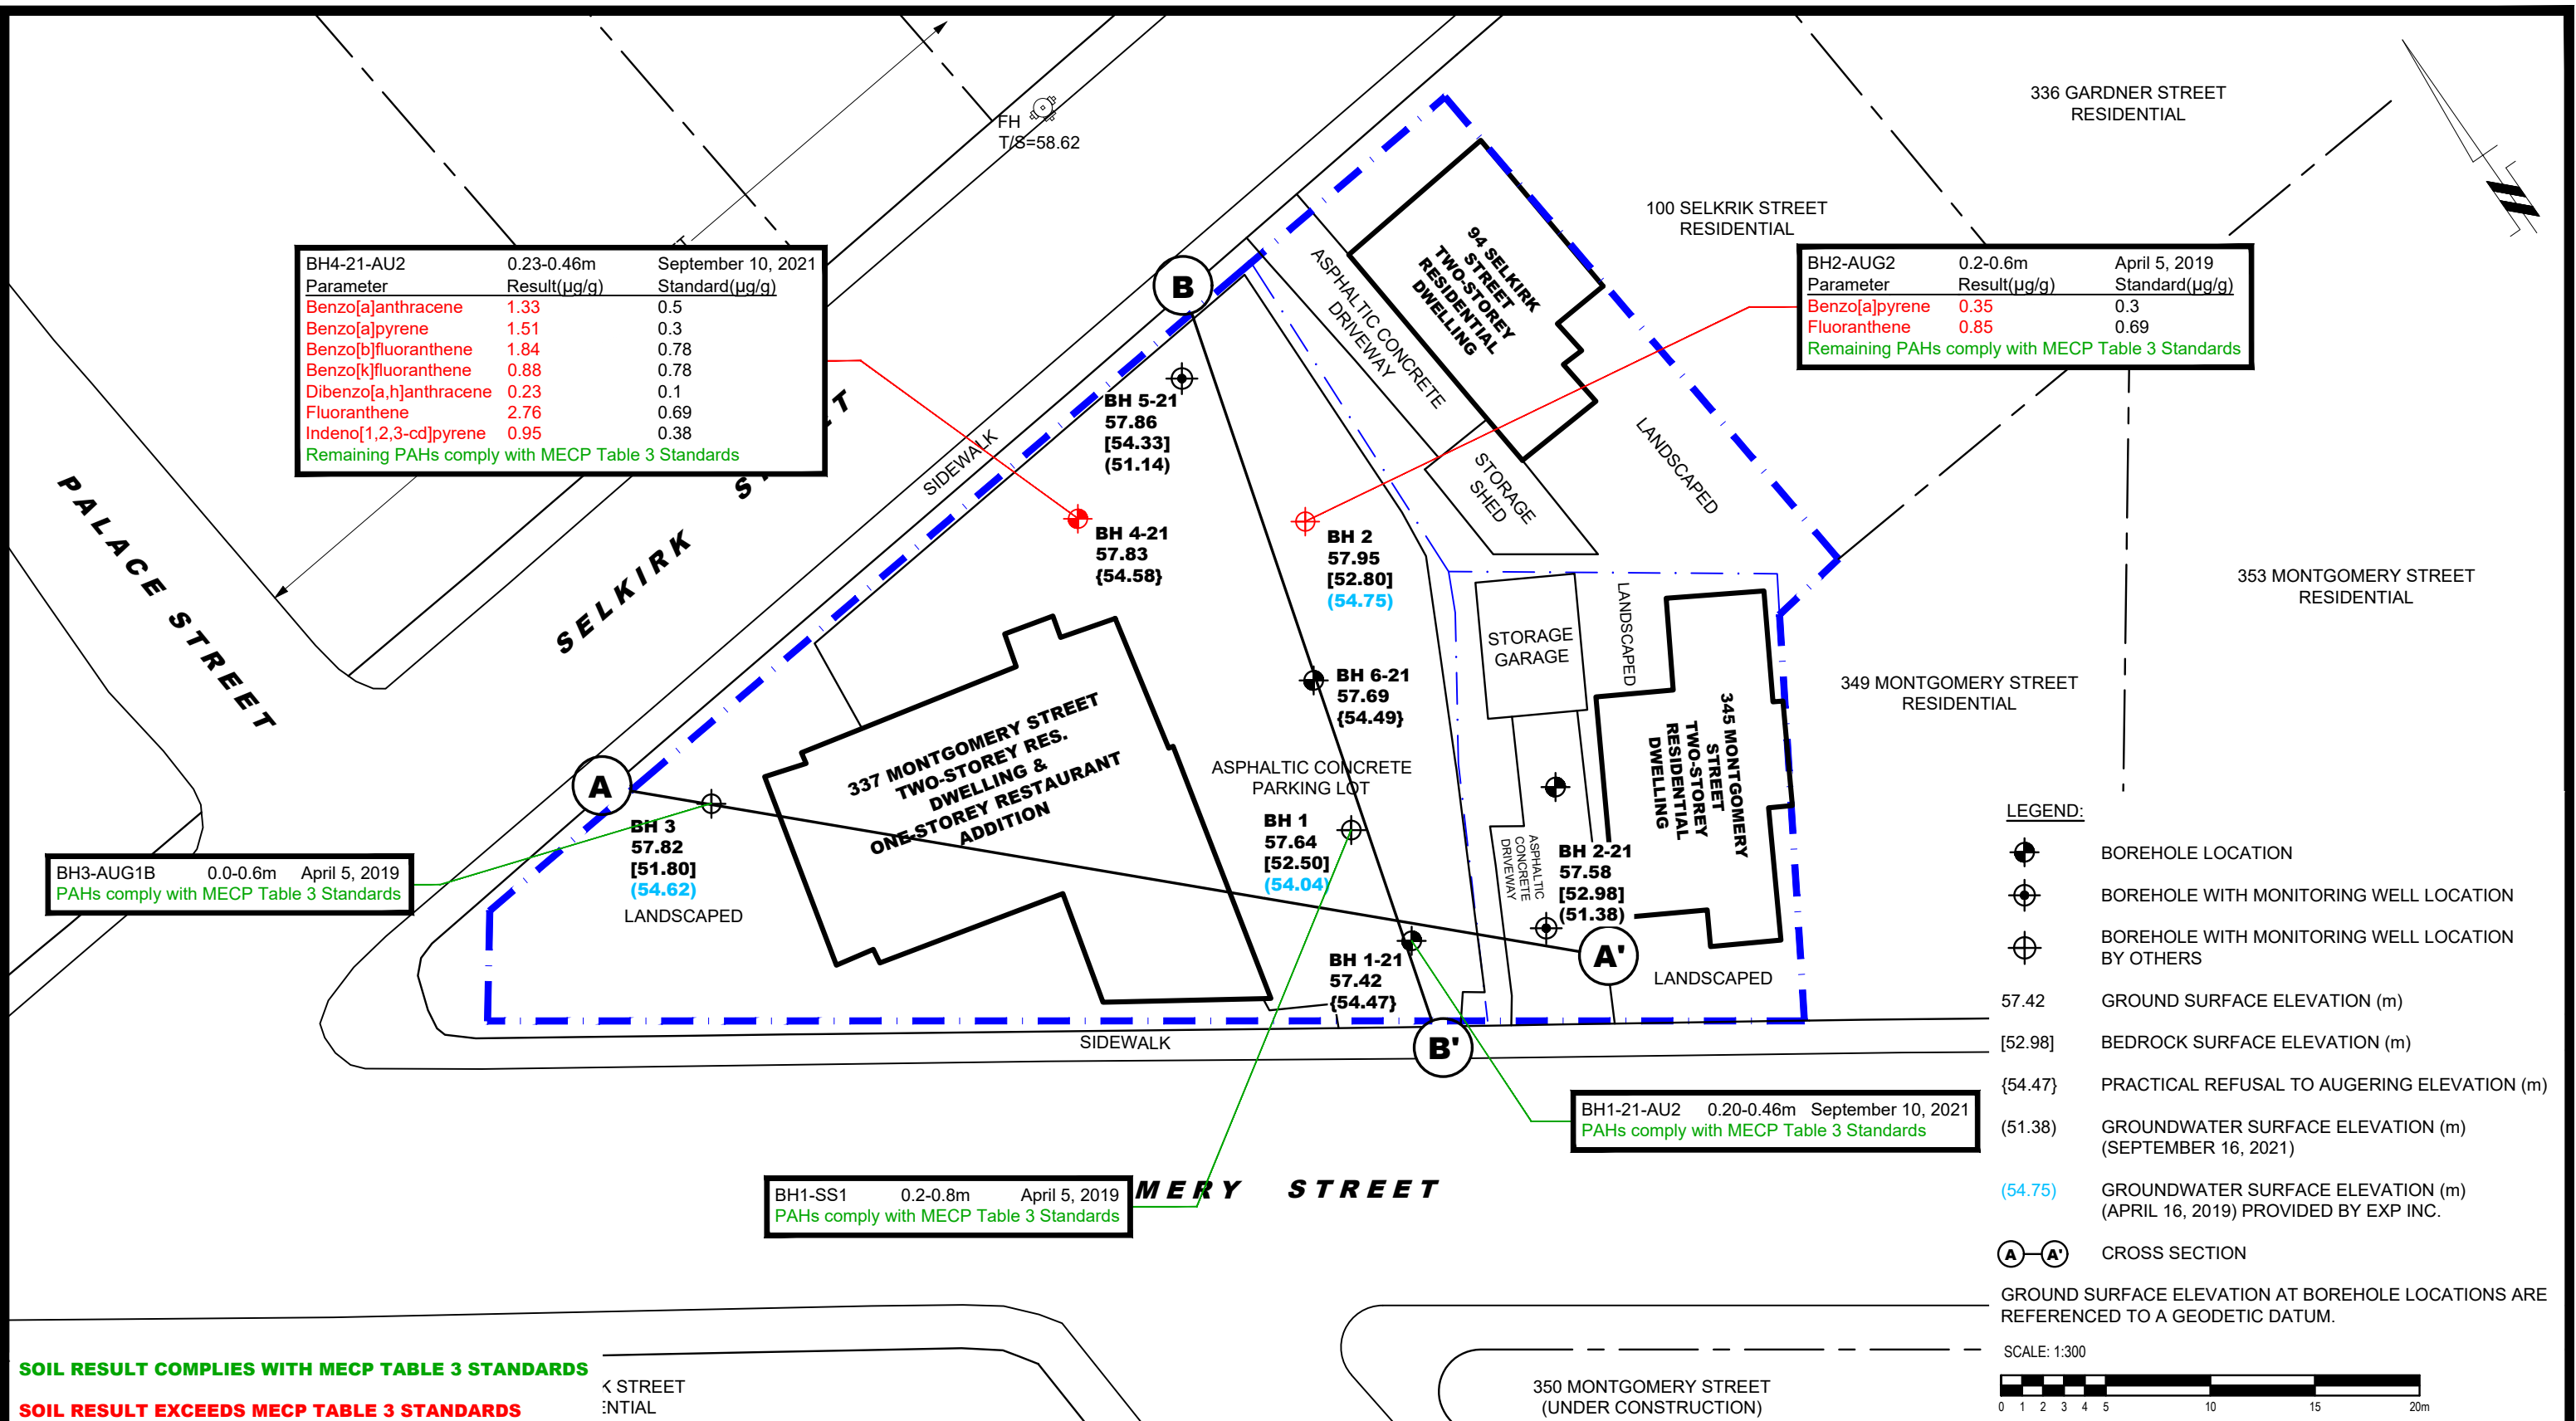 336 GARDNER STREET
RESIDENTIAL
FH
T/S=58.62
100 SELKRIK STREET
RESIDENTIAL
BH4-21-AU2 0.23-0.46m September 10, 2021
Parameter Result(µg/g) Standard(µg/g)
Benzo[a]anthracene 1.33 0.5
Benzo[a]pyrene 1.51 0.3
Benzo[b]fluoranthene 1.84 0.78
Benzo[k]fluoranthene 0.88 0.78
Dibenzo[a,h]anthracene 0.23 0.1
Fluoranthene 2.76 0.69
Indeno[1,2,3-cd]pyrene 0.95 0.38
Remaining PAHs comply with MECP Table 3 Standards
BH2-AUG2 0.2-0.6m April 5, 2019
Parameter Result(µg/g) Standard(µg/g)
Benzo[a]pyrene 0.35 0.3
Fluoranthene 0.85 0.69
Remaining PAHs comply with MECP Table 3 Standards
B
94 SELKIRK
STREET
TWO-STOREY
RESIDENTIAL
DWELLING
ASPHALTIC CONCRETE
DRIVEWAY
BH 5-21
57.86
[54.33]
(51.14)
SIDEWALK
STORAGE
SHED
LANDSCAPED
PALACE STREET
SELKIRK
BH 4-21
57.83
{54.58}
BH 2
57.95
[52.80]
(54.75)
353 MONTGOMERY STREET
RESIDENTIAL
STORAGE
GARAGE
LANDSCAPED
BH 6-21
57.69
{54.49}
349 MONTGOMERY STREET
RESIDENTIAL
337 MONTGOMERY STREET
TWO-STOREY RES.
DWELLING &
ONE-STOREY RESTAURANT
ADDITION
345 MONTGOMERY
STREET
TWO-STOREY
RESIDENTIAL
DWELLING
ASPHALTIC CONCRETE
PARKING LOT
A
BH 3
57.82
[51.80]
(54.62)
LANDSCAPED
BH 1
57.64
[52.50]
(54.04)
ASPHALTIC
CONCRETE
DRIVEWAY
BH 2-21
57.58
[52.98]
(51.38)
BH3-AUG1B 0.0-0.6m April 5, 2019
PAHs comply with MECP Table 3 Standards
BH 1-21
57.42
{54.47}
A'
LANDSCAPED
SIDEWALK
B'
BH1-21-AU2 0.20-0.46m September 10, 2021
PAHs comply with MECP Table 3 Standards
BH1-SS1 0.2-0.8m April 5, 2019
PAHs comply with MECP Table 3 Standards
MERY STREET
LEGEND:
BOREHOLE LOCATION
BOREHOLE WITH MONITORING WELL LOCATION
BOREHOLE WITH MONITORING WELL LOCATION
BY OTHERS
57.42 GROUND SURFACE ELEVATION (m)
[52.98] BEDROCK SURFACE ELEVATION (m)
{54.47} PRACTICAL REFUSAL TO AUGERING ELEVATION (m)
(51.38) GROUNDWATER SURFACE ELEVATION (m)
(SEPTEMBER 16, 2021)
(54.75) GROUNDWATER SURFACE ELEVATION (m)
(APRIL 16, 2019) PROVIDED BY EXP INC.
A A' CROSS SECTION
GROUND SURFACE ELEVATION AT BOREHOLE LOCATIONS ARE
REFERENCED TO A GEODETIC DATUM.
SCALE: 1:300
0 1 2 3 4 5 10 15 20m
SOIL RESULT COMPLIES WITH MECP TABLE 3 STANDARDS
SOIL RESULT EXCEEDS MECP TABLE 3 STANDARDS
K STREET
ENTIAL
350 MONTGOMERY STREET
(UNDER CONSTRUCTION)